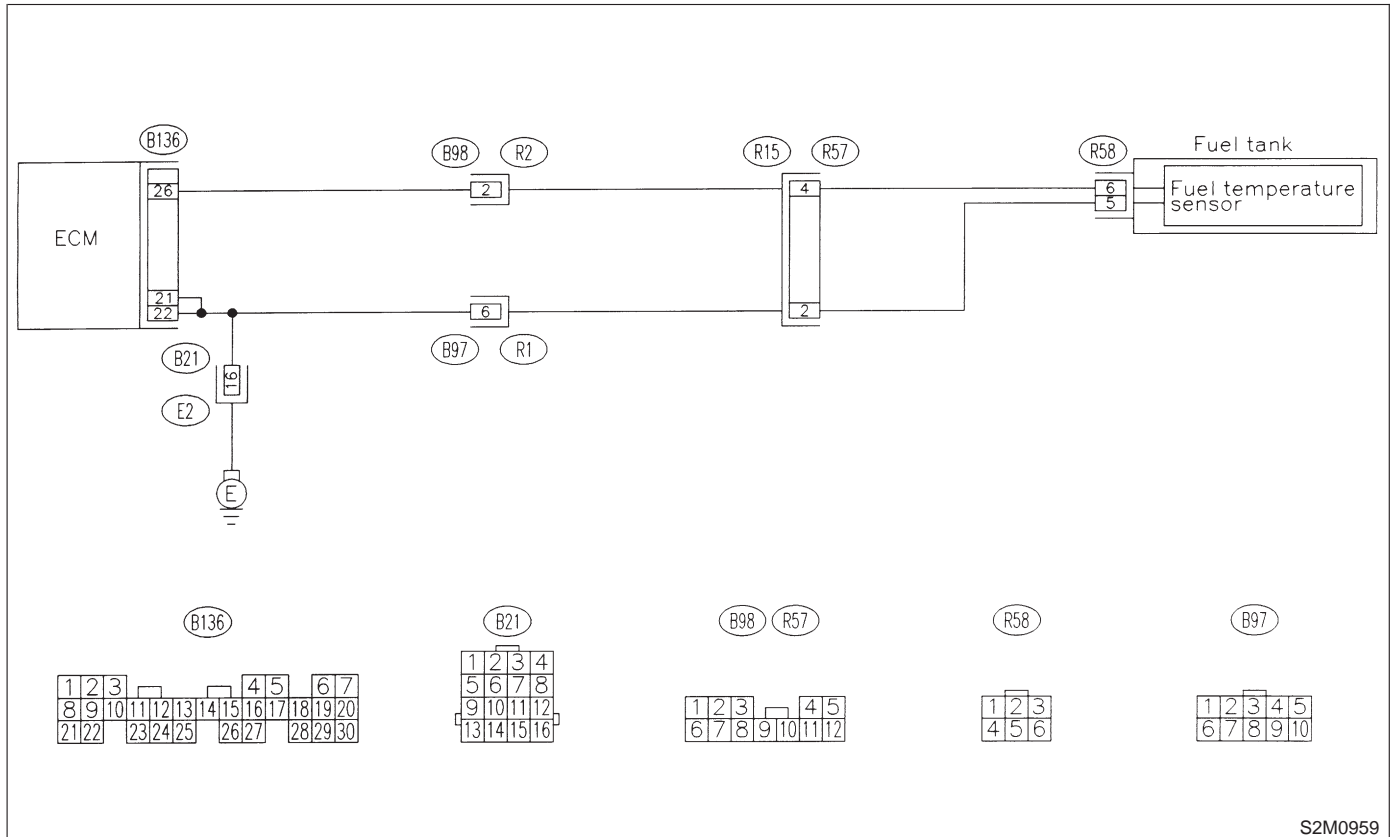 B136
B98 R2
R15 R57
R58
Fuel tank
26
2
4
6
5
Fuel temperature
sensor
ECM
21
22
6
2
B21
B97 R1
16
E2
E
B136
B21
B98 R57
R58
B97
1 2 3 4 5 6 7
8 9 10 11 12 13 14 15 16 17 18 19 20
21 22 23 24 25 26 27 28 29 30
1 2 3 4
5 6 7 8
9 10 11 12
13 14 15 16
1 2 3 4 5
6 7 8 9 10 11 12
1 2 3
4 5 6
1 2 3 4 5
6 7 8 9 10
S2M0959